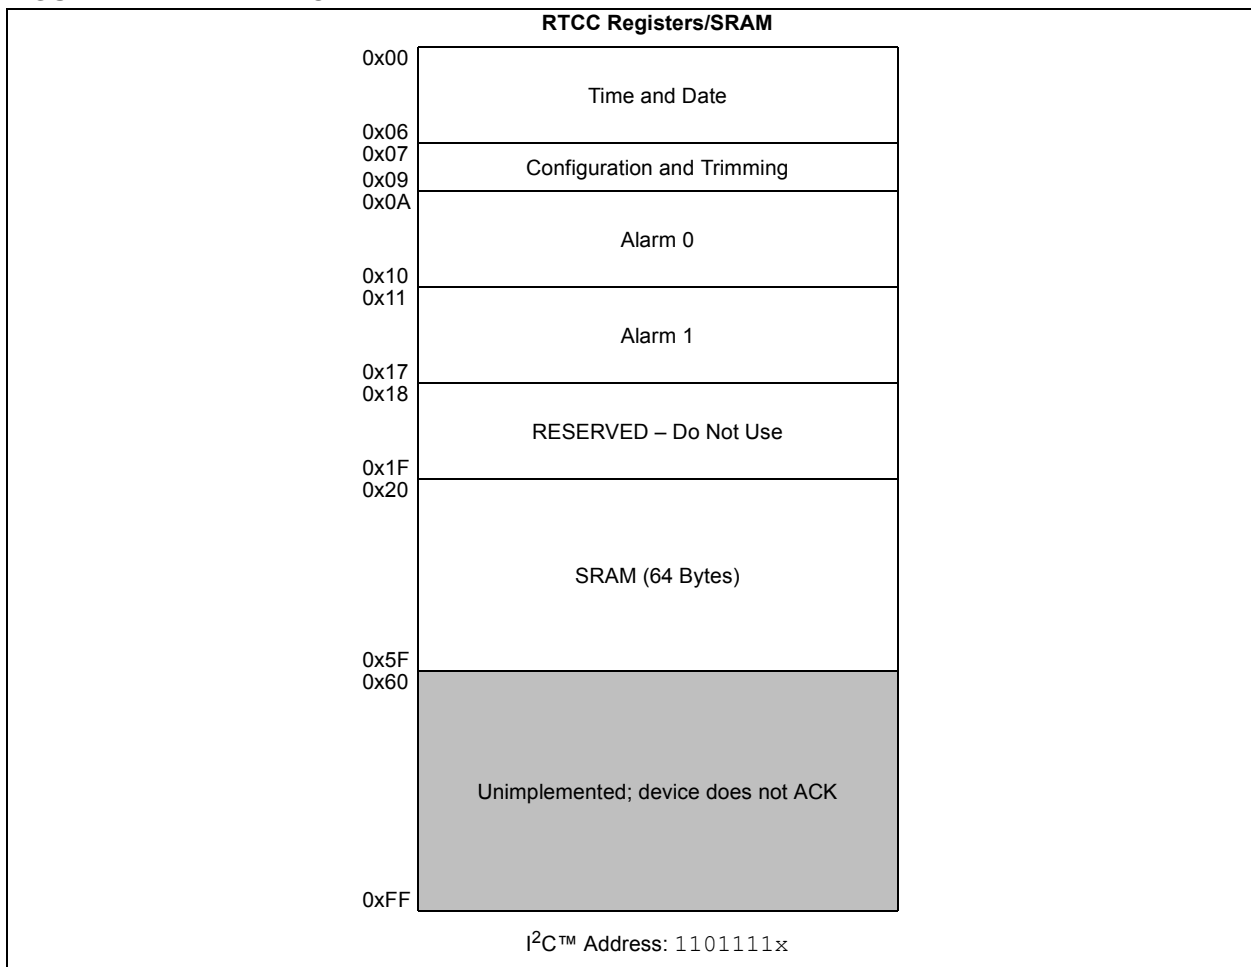 RTCC Registers/SRAM
0x00
Time and Date
0x06
0x07
Configuration and Trimming
0x09
0x0A
Alarm 0
0x10
0x11
Alarm 1
0x17
0x18
RESERVED – Do Not Use
0x1F
0x20
SRAM (64 Bytes)
0x5F
0x60
Unimplemented; device does not ACK
0xFF
I²C™ Address: 1101111x